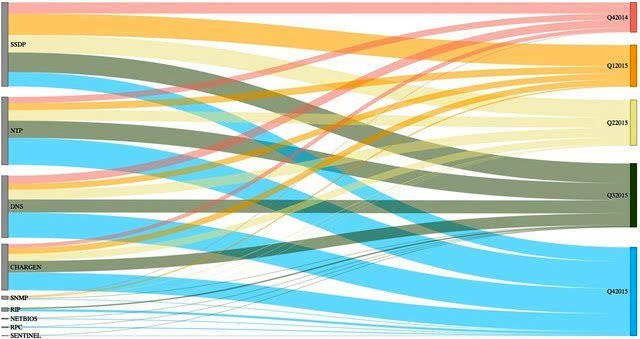 SSDP
NTP
DNS
CHARGEN
SNMP
RIP
NETBIOS
RPC
SENTINEL
Q42014
Q12015
Q22015
Q32015
Q42015